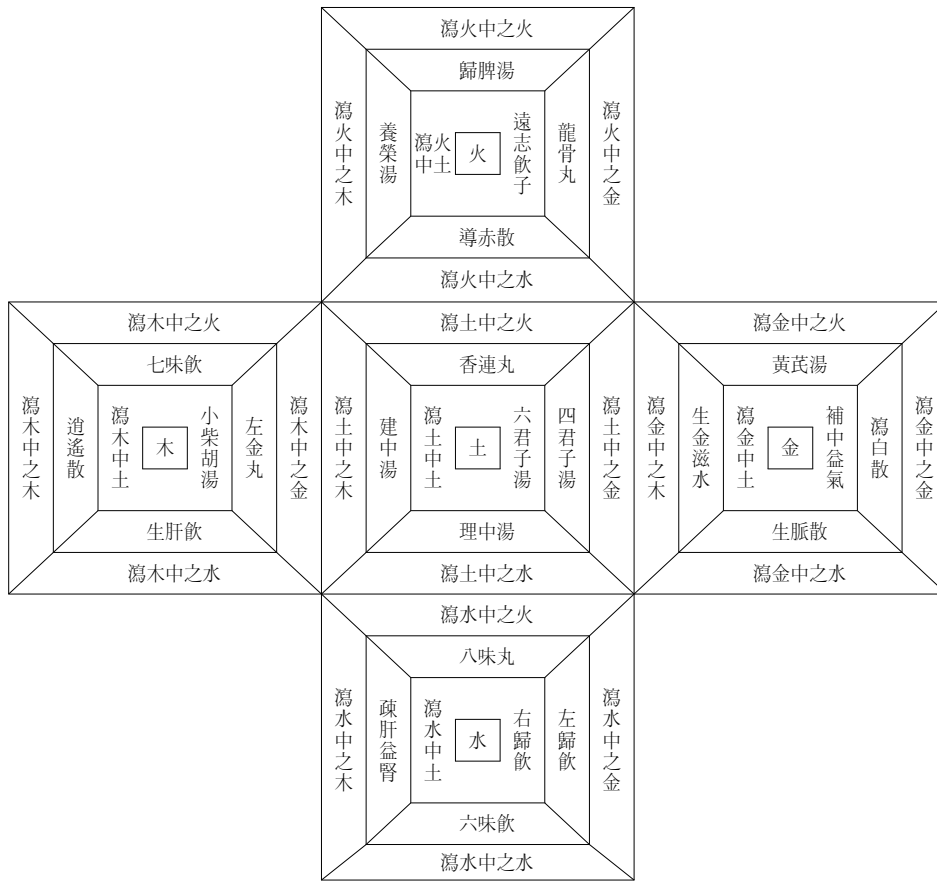 瀉火中之火
歸脾湯
瀉火中之木
養榮湯
瀉火中土
火
遠志飲子
龍骨丸
瀉火中之金
導赤散
瀉火中之水
瀉木中之火
七味飲
瀉木中之木
逍遙散
瀉木中土
木
小柴胡湯
左金丸
瀉木中之金
生肝飲
瀉木中之水
瀉土中之火
香連丸
瀉土中之木
建中湯
瀉土中土
土
六君子湯
四君子湯
瀉土中之金
理中湯
瀉土中之水
瀉金中之火
黃芪湯
瀉金中之木
生金滋水
瀉金中土
金
補中益氣
瀉白散
瀉金中之金
生脈散
瀉金中之水
瀉水中之火
八味丸
瀉水中之木
疎肝益腎
瀉水中土
水
右歸飲
左歸飲
瀉水中之金
六味飲
瀉水中之水